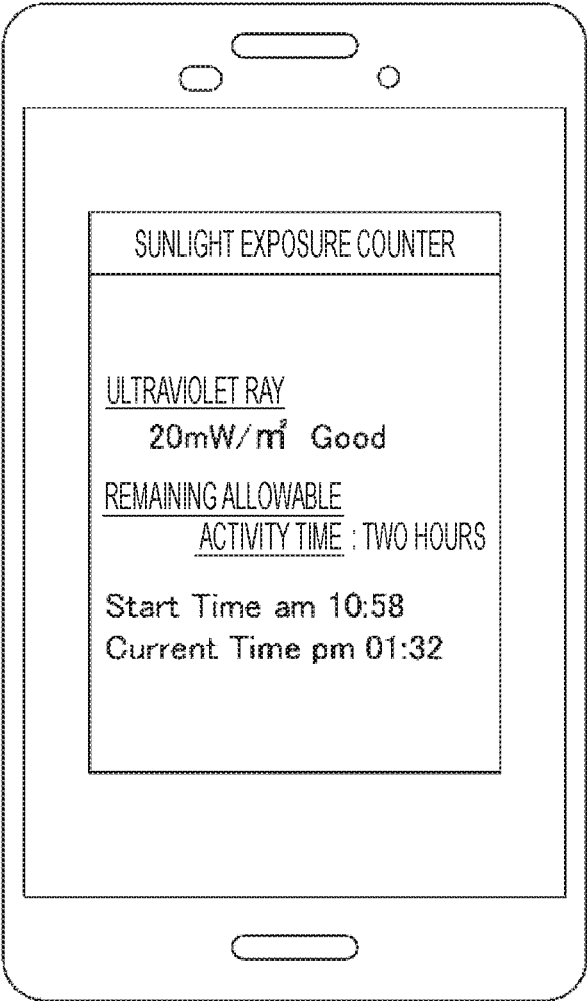 SUNLIGHT EXPOSURE COUNTER
ULTRAVIOLET RAY
20mW/㎡ Good
REMAINING ALLOWABLE
ACTIVITY TIME : TWO HOURS
Start Time am 10:58
Current Time pm 01:32